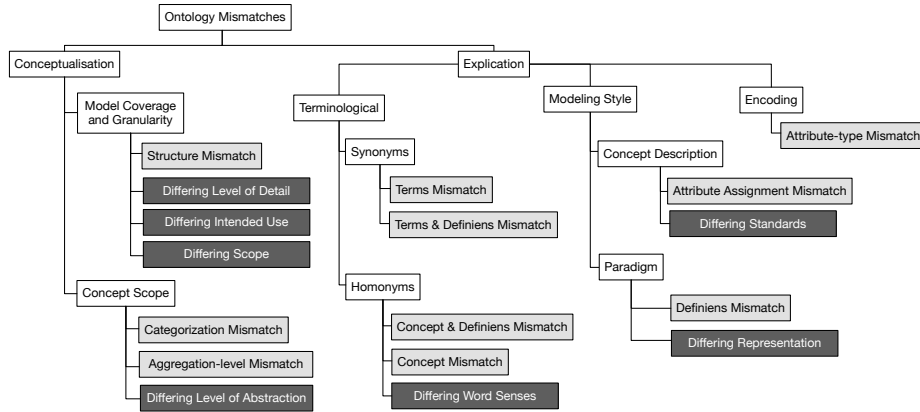 Ontology Mismatches
Conceptualisation
Model Coverage
and Granularity
Structure Mismatch
Differing Level of Detail
Differing Intended Use
Differing Scope
Concept Scope
Categorization Mismatch
Aggregation-level Mismatch
Differing Level of Abstraction
Explication
Terminological
Synonyms
Terms Mismatch
Terms & Definiens Mismatch
Homonyms
Concept & Definiens Mismatch
Concept Mismatch
Differing Word Senses
Modeling Style
Concept Description
Attribute Assignment Mismatch
Differing Standards
Paradigm
Definiens Mismatch
Differing Representation
Encoding
Attribute-type Mismatch